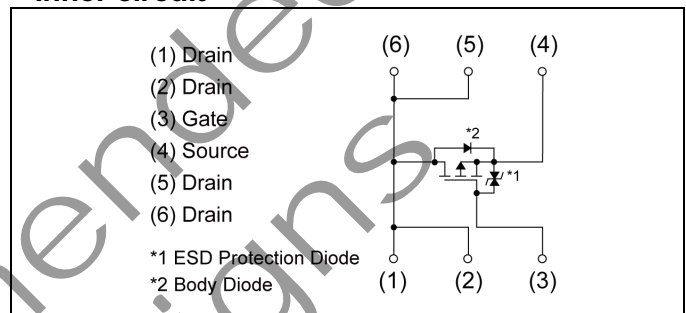 Inner circuit
(1) Drain
(2) Drain
(3) Gate
(4) Source
(5) Drain
(6) Drain
*1 ESD Protection Diode
*2 Body Diode
(6) (5) (4)
*2
*1
(1) (2) (3)